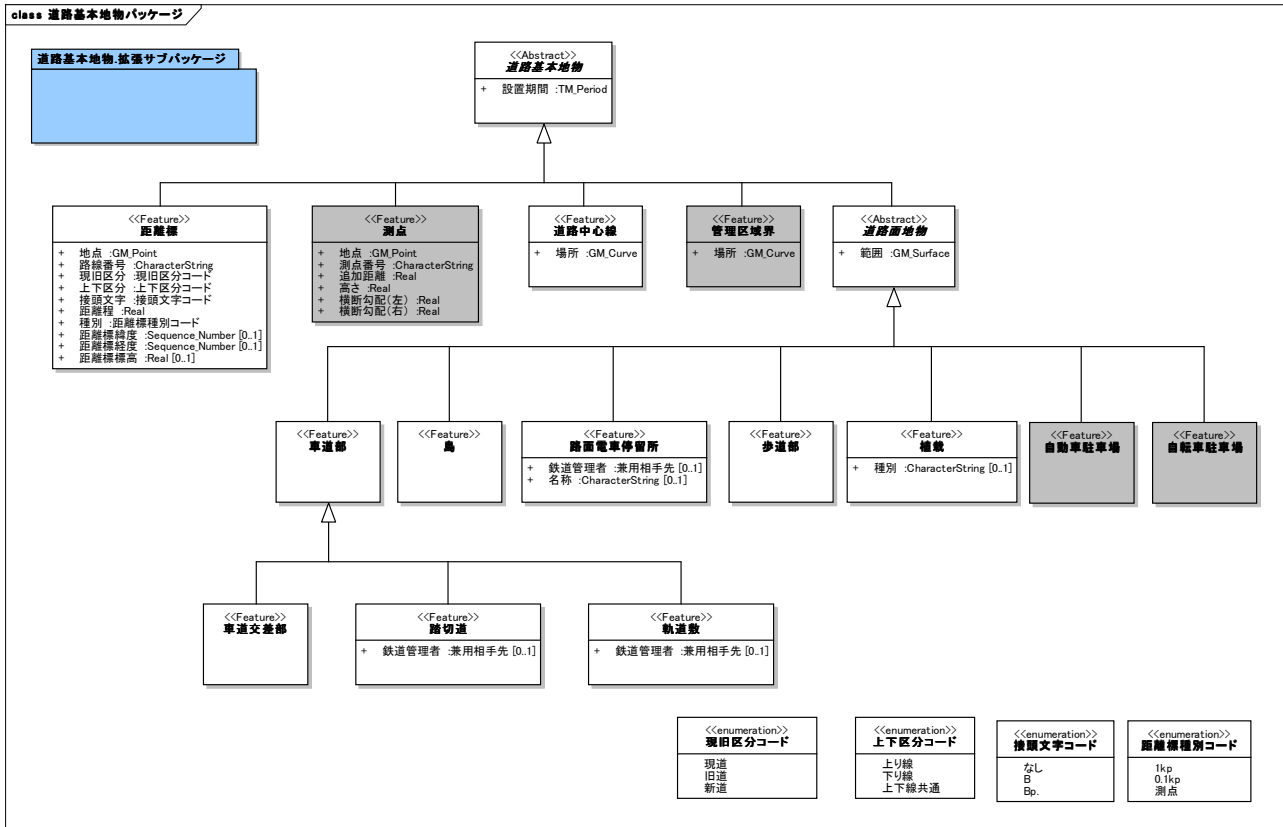 class 道路基本地物パッケージ
道路基本地物.拡張サブパッケージ
<<Abstract>>
道路基本地物
+ 設置期間 :TM_Period
<<Feature>>
距離標
+ 地点 :GM_Point
+ 路線番号 :CharacterString
+ 現旧区分 :現旧区分コード
+ 上下区分 :上下区分コード
+ 接頭文字 :接頭文字コード
+ 距離程 :Real
+ 種別 :距離標種別コード
+ 距離標緯度 :Sequence_Number [0..1]
+ 距離標経度 :Sequence_Number [0..1]
+ 距離標標高 :Real [0..1]
<<Feature>>
測点
+ 地点 :GM_Point
+ 測点番号 :CharacterString
+ 追加距離 :Real
+ 高さ :Real
+ 横断勾配(左) :Real
+ 横断勾配(右) :Real
<<Feature>>
道路中心線
+ 場所 :GM_Curve
<<Feature>>
管理区域界
+ 場所 :GM_Curve
<<Abstract>>
道路面地物
+ 範囲 :GM_Surface
<<Feature>>
車道部
<<Feature>>
島
<<Feature>>
路面電車停留所
+ 鉄道管理者 :兼用相手先 [0..1]
+ 名称 :CharacterString [0..1]
<<Feature>>
歩道部
<<Feature>>
植栽
+ 種別 :CharacterString [0..1]
<<Feature>>
自動車駐車場
<<Feature>>
自転車駐車場
<<Feature>>
車道交差部
<<Feature>>
踏切道
+ 鉄道管理者 :兼用相手先 [0..1]
<<Feature>>
軌道敷
+ 鉄道管理者 :兼用相手先 [0..1]
<<enumeration>>
現旧区分コード
現道
旧道
新道
<<enumeration>>
上下区分コード
上り線
下り線
上下線共通
<<enumeration>>
接頭文字コード
なし
B
Bp.
<<enumeration>>
距離標種別コード
1kp
0.1kp
測点